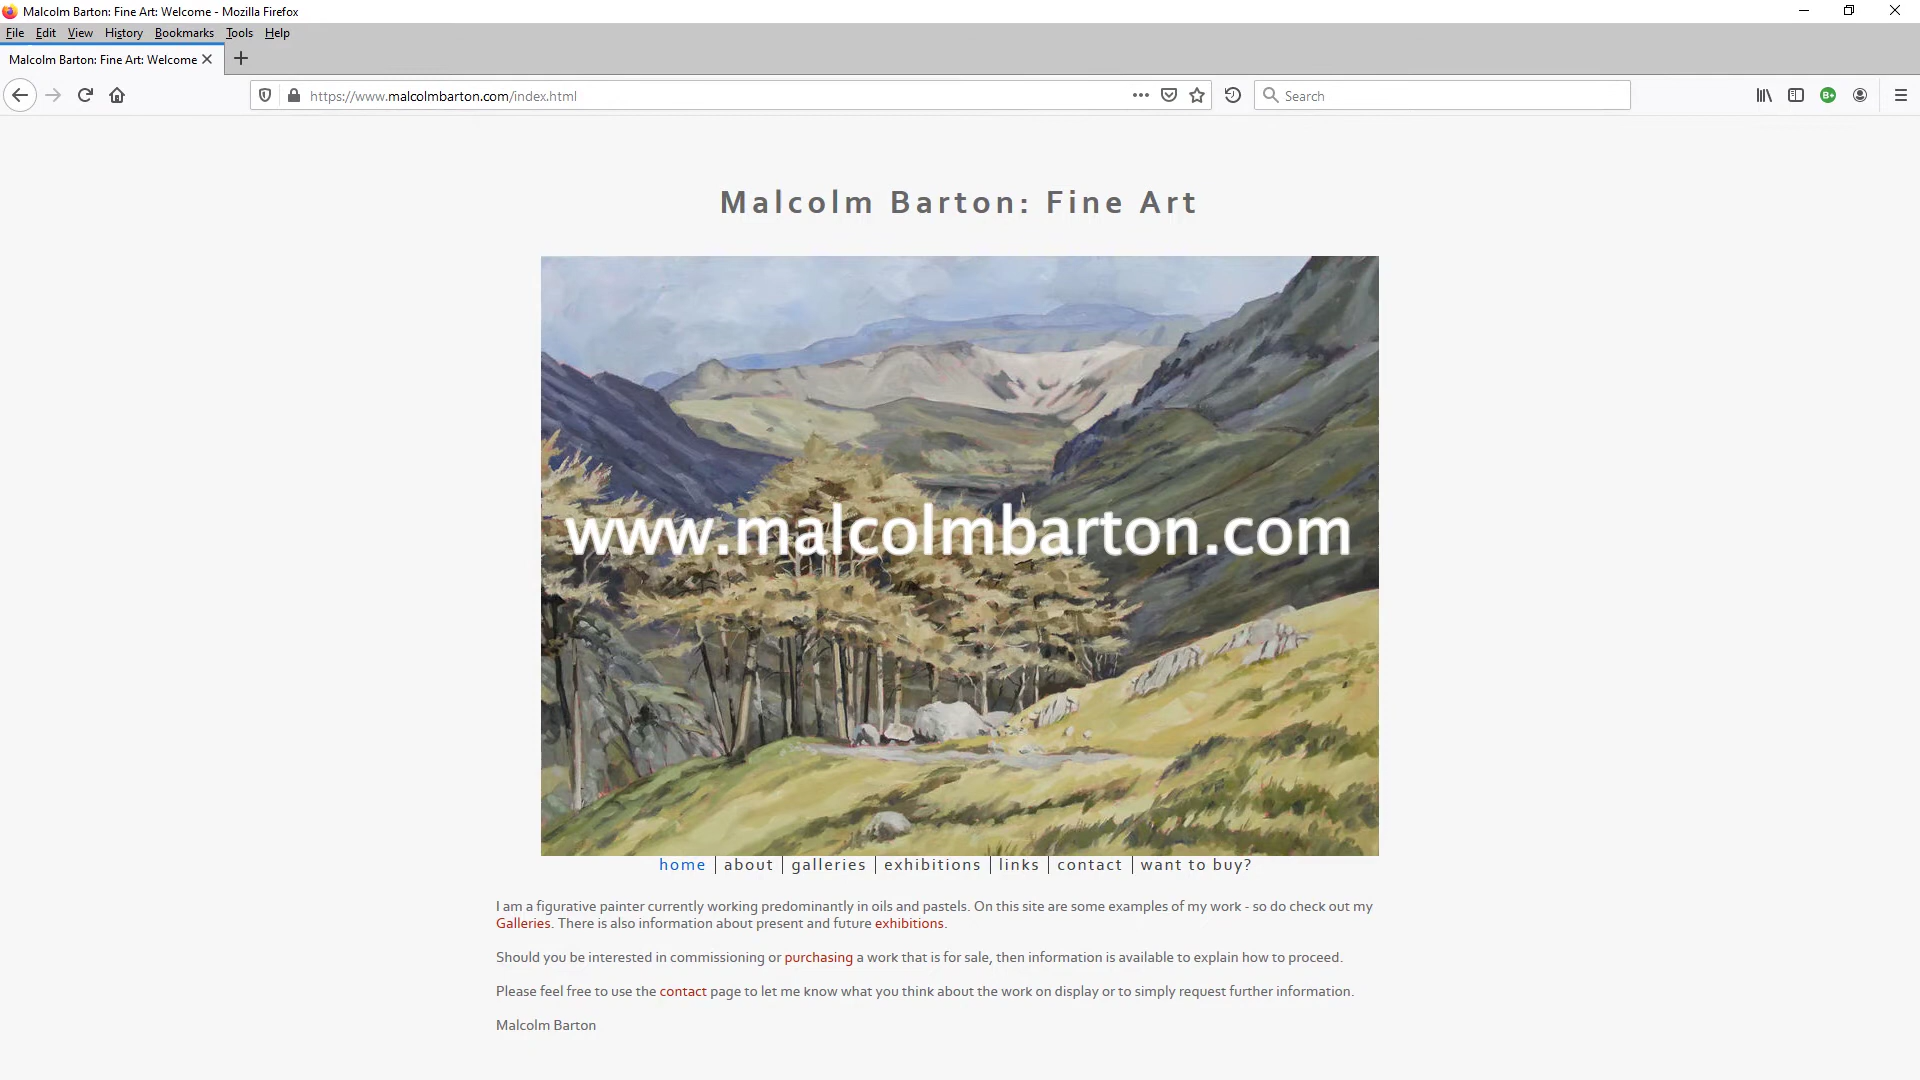 Malcolm Barton: Fine Art: Welcome - Mozilla Firefox
File Edit View History Bookmarks Tools Help
Malcolm Barton: Fine Art: Welcome
https://www.malcolmbarton.com/index.html
Search
B+
Malcolm Barton: Fine Art
www.malcolmbarton.com
home | about | galleries | exhibitions | links | contact | want to buy?
I am a figurative painter currently working predominantly in oils and pastels. On this site are some examples of my work - so do check out my
Galleries. There is also information about present and future exhibitions.
Should you be interested in commissioning or purchasing a work that is for sale, then information is available to explain how to proceed.
Please feel free to use the contact page to let me know what you think about the work on display or to simply request further information.
Malcolm Barton